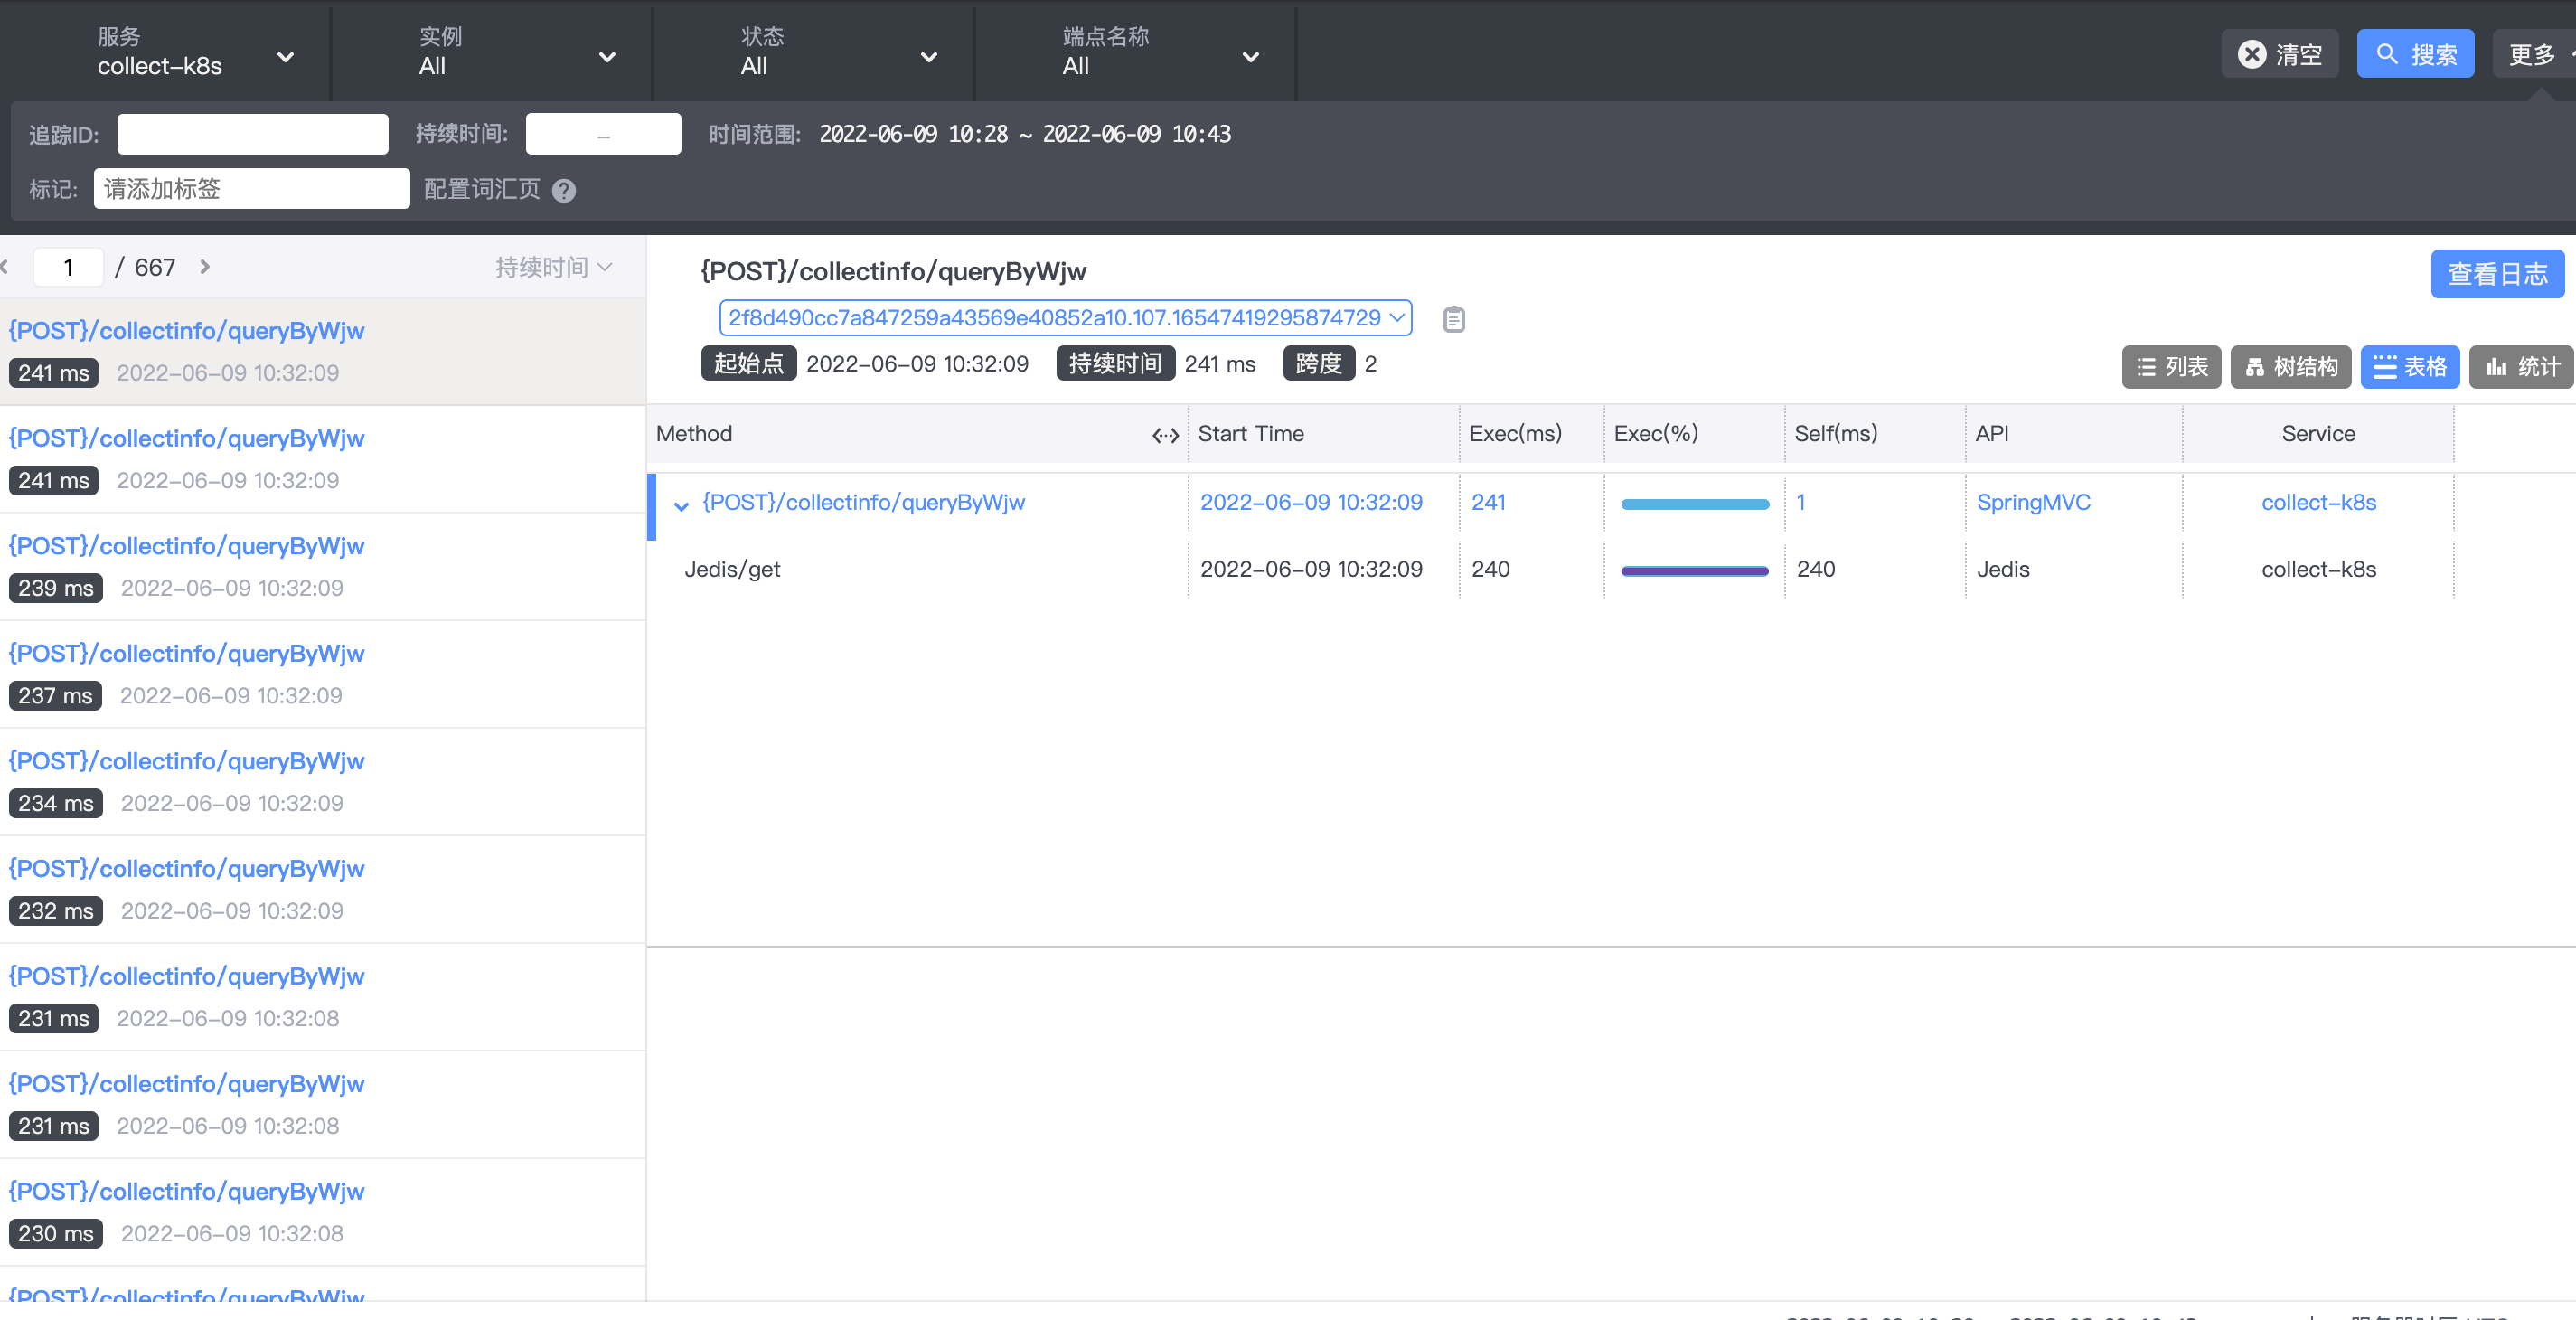 服务
collect-k8s
实例
All
状态
All
端点名称
All
清空
搜索
更多
追踪ID:
持续时间:
–
时间范围: 2022-06-09 10:28 ~ 2022-06-09 10:43
标记: 请添加标签 配置词汇页 ?
1 / 667
持续时间
{POST}/collectinfo/queryByWjw
241 ms 2022-06-09 10:32:09
{POST}/collectinfo/queryByWjw
241 ms 2022-06-09 10:32:09
{POST}/collectinfo/queryByWjw
239 ms 2022-06-09 10:32:09
{POST}/collectinfo/queryByWjw
237 ms 2022-06-09 10:32:09
{POST}/collectinfo/queryByWjw
234 ms 2022-06-09 10:32:09
{POST}/collectinfo/queryByWjw
232 ms 2022-06-09 10:32:09
{POST}/collectinfo/queryByWjw
231 ms 2022-06-09 10:32:08
{POST}/collectinfo/queryByWjw
231 ms 2022-06-09 10:32:08
{POST}/collectinfo/queryByWjw
230 ms 2022-06-09 10:32:08
{POST}/collectinfo/queryByWjw
{POST}/collectinfo/queryByWjw
查看日志
2f8d490cc7a847259a43569e40852a10.107.16547419295874729
起始点 2022-06-09 10:32:09 持续时间 241 ms 跨度 2
列表 树结构 表格 统计
Method Start Time Exec(ms) Exec(%) Self(ms) API Service
{POST}/collectinfo/queryByWjw 2022-06-09 10:32:09 241 1 SpringMVC collect-k8s
Jedis/get 2022-06-09 10:32:09 240 240 Jedis collect-k8s